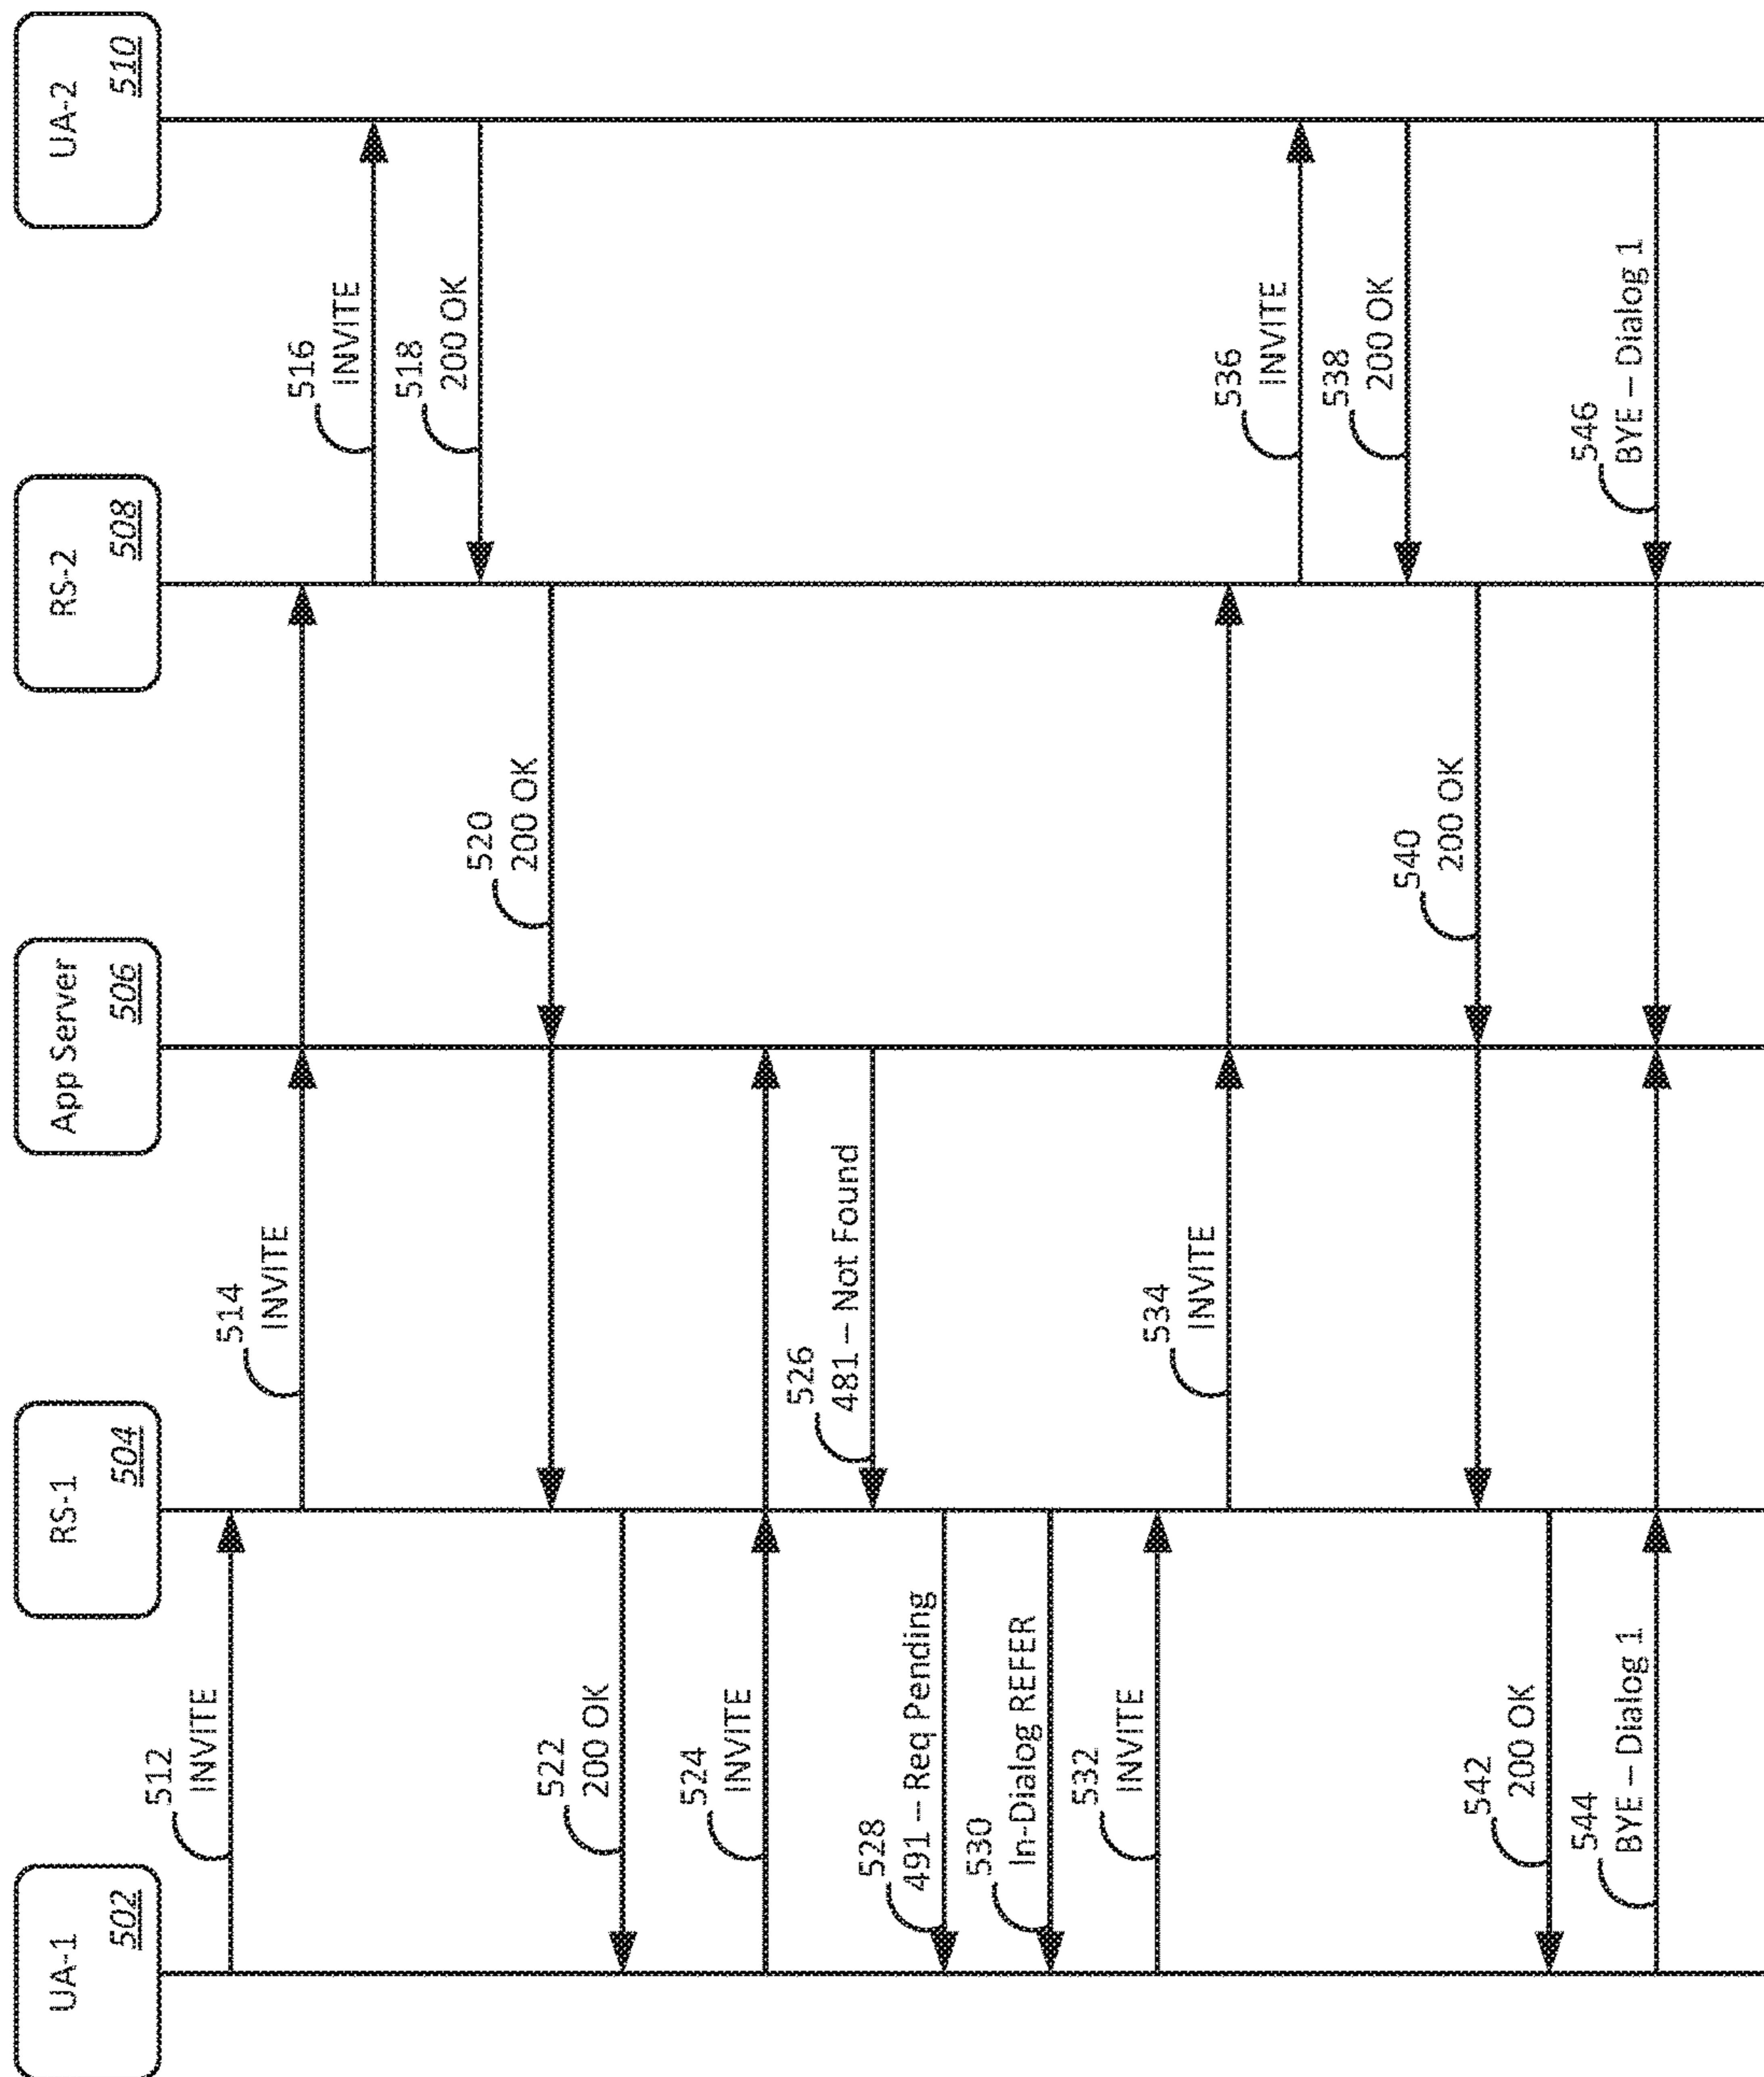 UA-1
502
RS-1
504
App Server
506
RS-2
508
UA-2
510
512
INVITE
514
INVITE
516
INVITE
518
200 OK
520
200 OK
522
200 OK
524
INVITE
526
481 – Not Found
528
491 – Req Pending
530
In-Dialog REFER
532
INVITE
534
INVITE
536
INVITE
538
200 OK
540
200 OK
542
200 OK
544
BYE – Dialog 1
546
BYE – Dialog 1